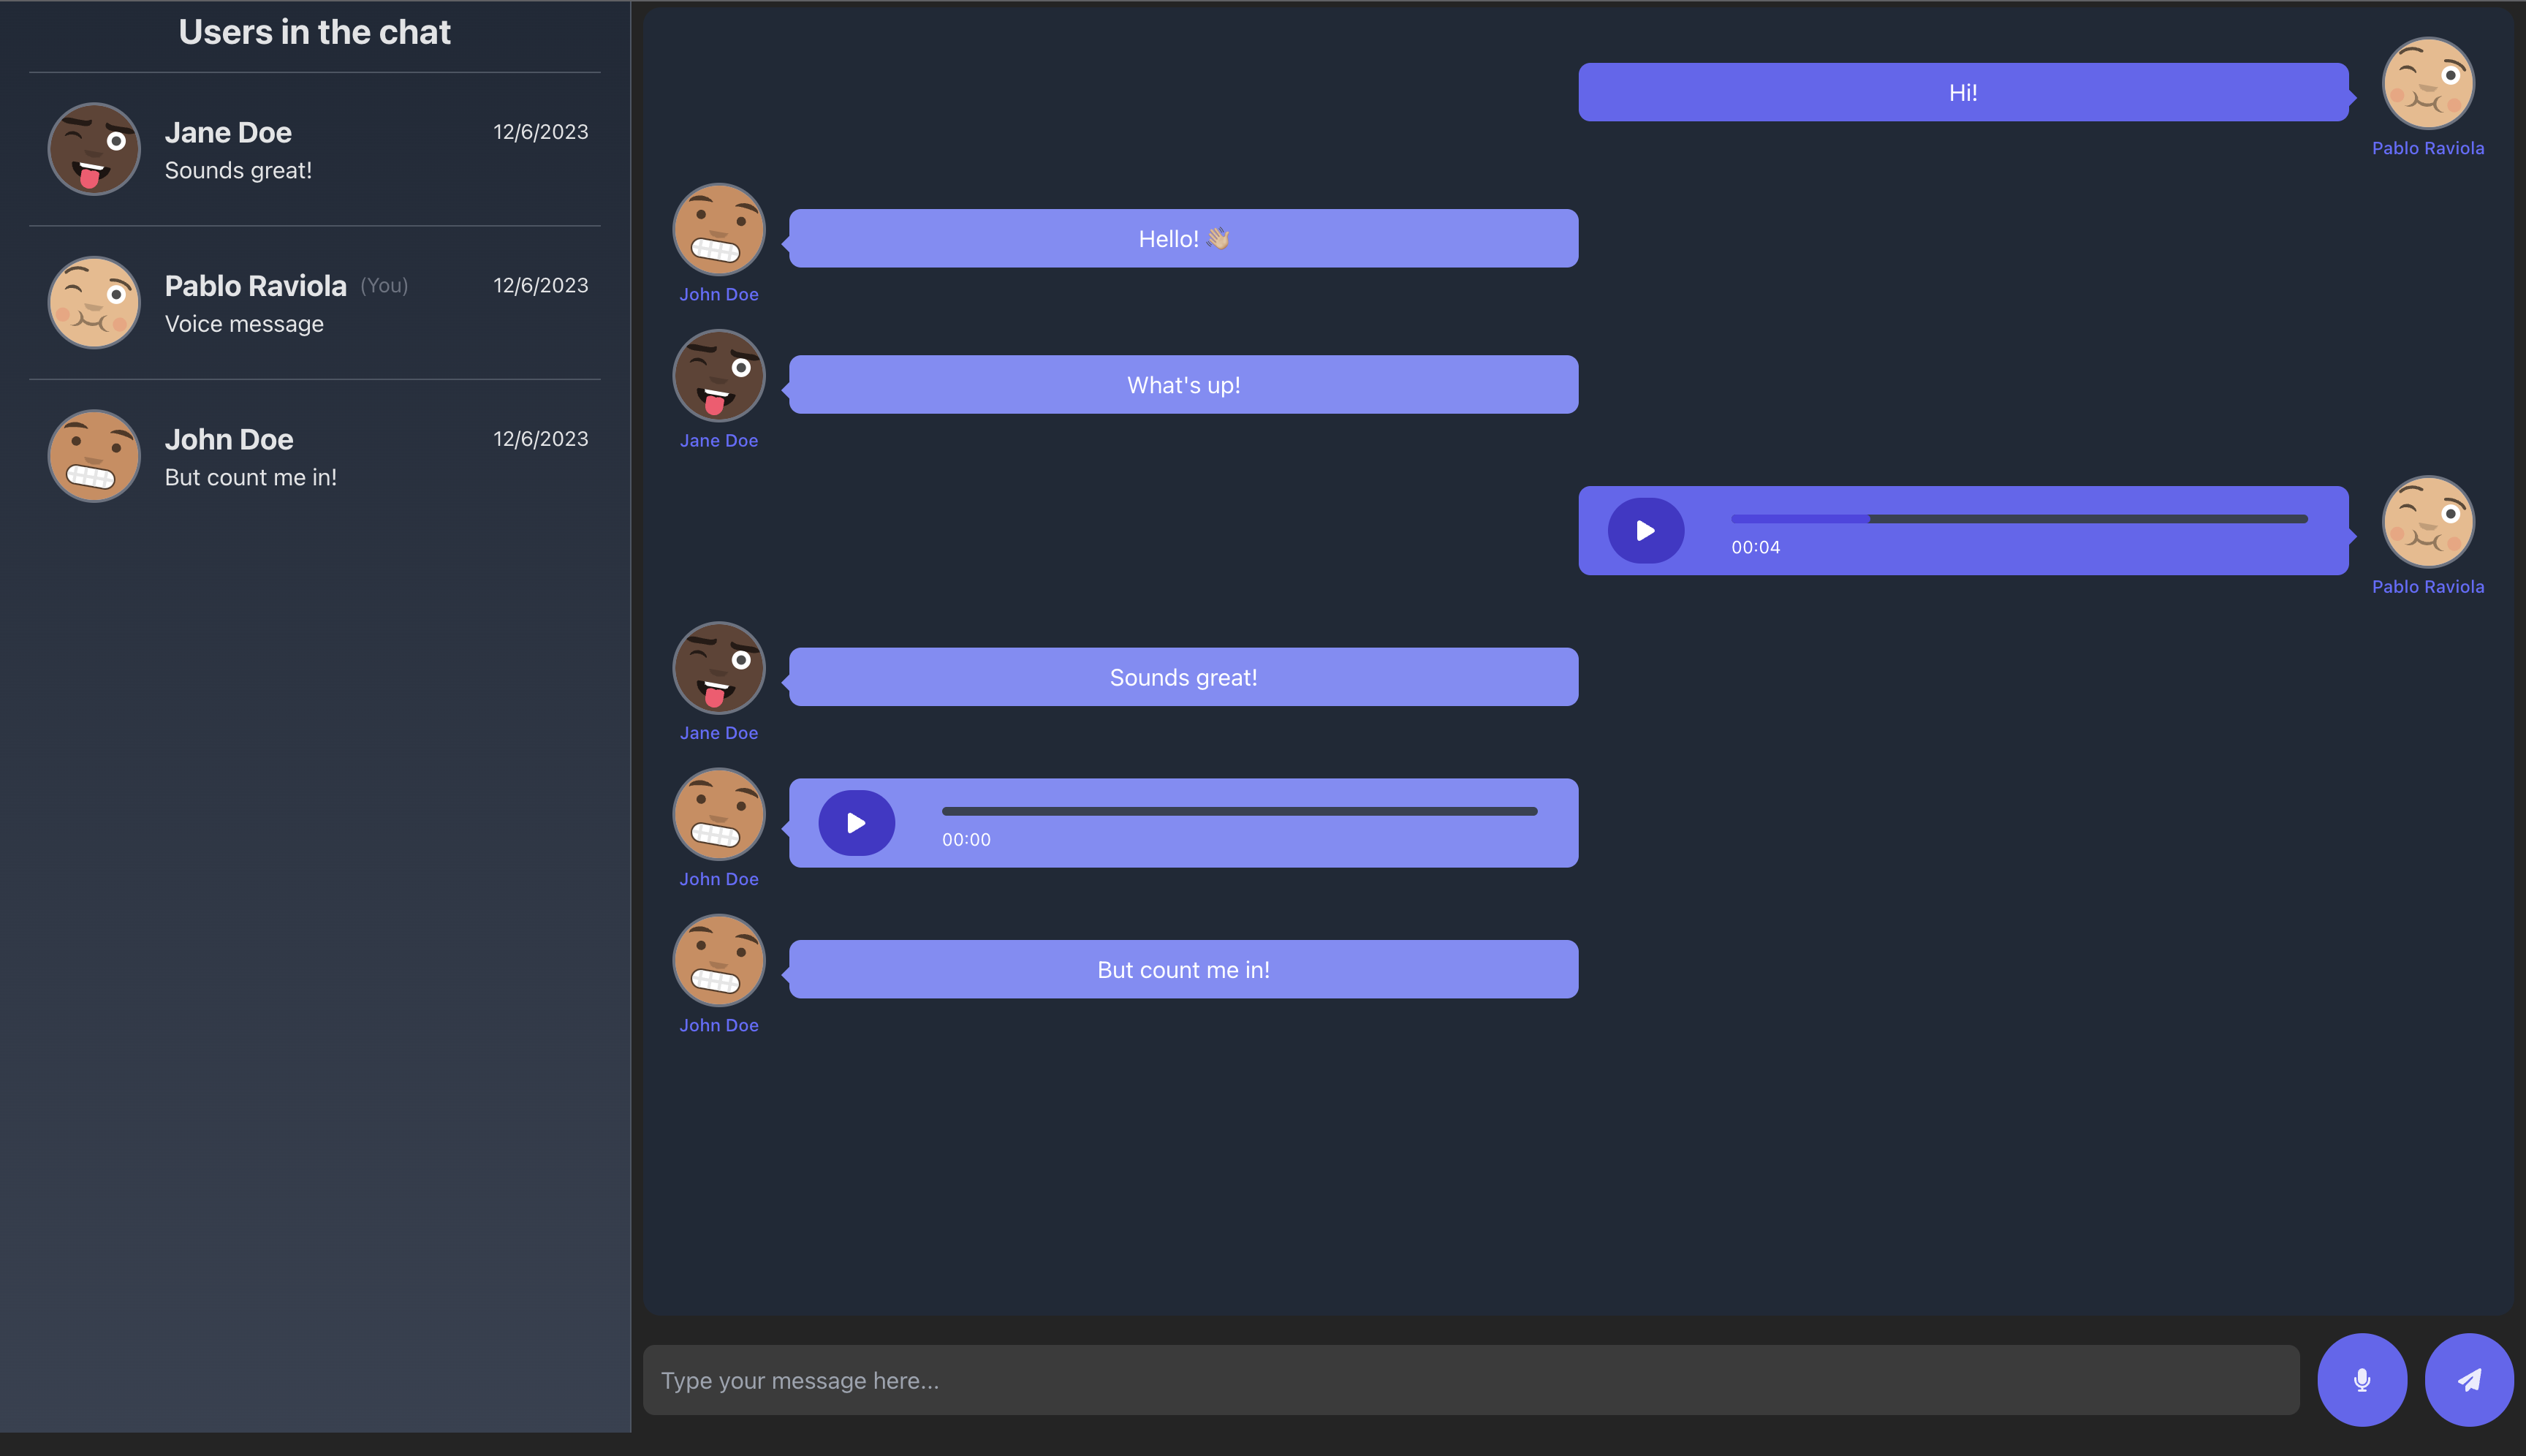 Users in the chat
Jane Doe
12/6/2023
Sounds great!
Pablo Raviola (You)
12/6/2023
Voice message
John Doe
12/6/2023
But count me in!
Hi!
Pablo Raviola
Hello! 👋🏼
John Doe
What's up!
Jane Doe
00:04
Pablo Raviola
Sounds great!
Jane Doe
00:00
John Doe
But count me in!
John Doe
Type your message here...